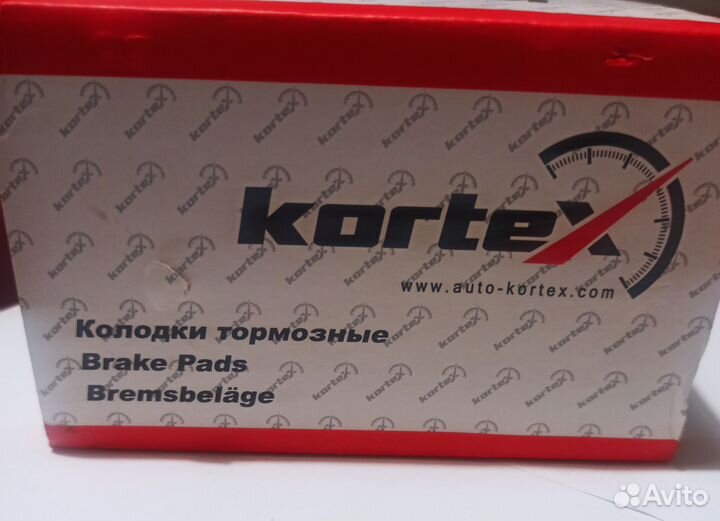 kortex
www.auto-kortex.com
Колодки тормозные
Brake Pads
Bremsbeläge
Avito